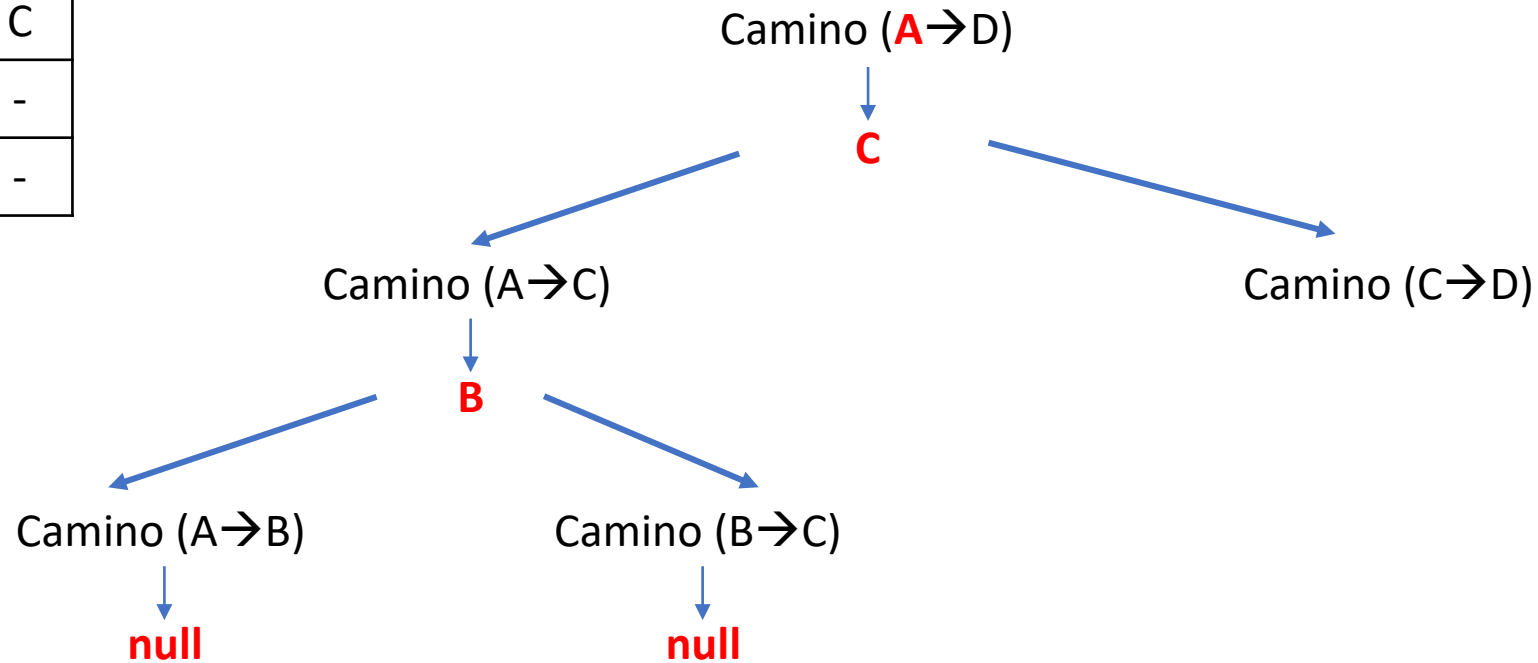 C
-
-
Camino (A→D)
C
Camino (A→C)
Camino (C→D)
B
Camino (A→B)
Camino (B→C)
null
null